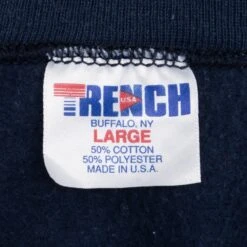 TRENCH
USA
BUFFALO, NY
LARGE
50% COTTON
50% POLYESTER
MADE IN U.S.A.